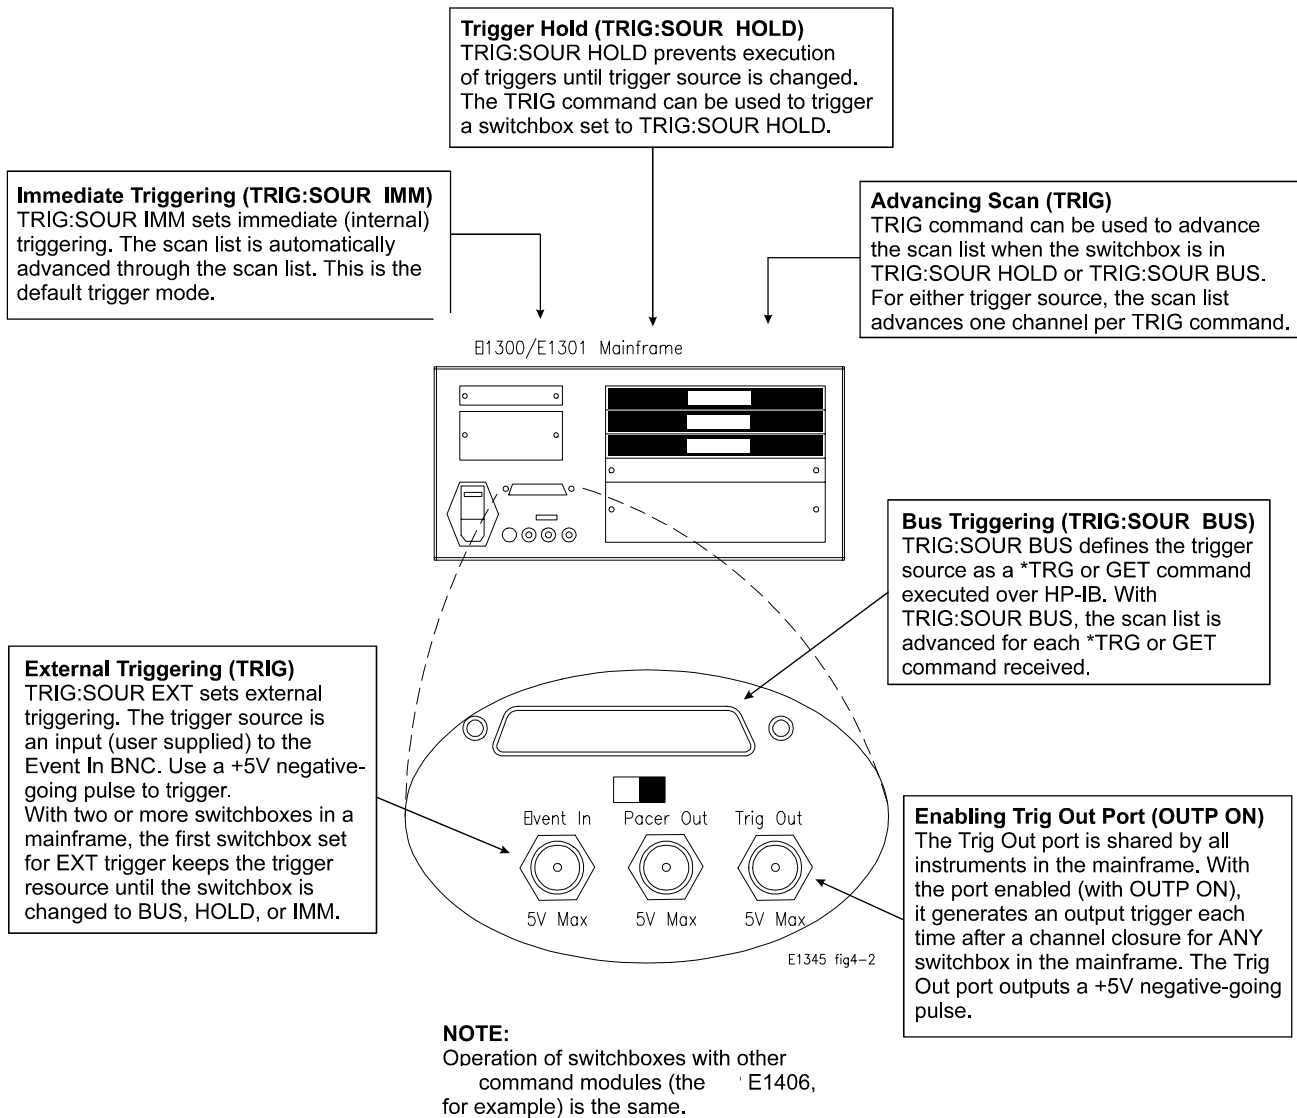 Trigger Hold (TRIG:SOUR HOLD)
TRIG:SOUR HOLD prevents execution
of triggers until trigger source is changed.
The TRIG command can be used to trigger
a switchbox set to TRIG:SOUR HOLD.
Immediate Triggering (TRIG:SOUR IMM)
TRIG:SOUR IMM sets immediate (internal)
triggering. The scan list is automatically
advanced through the scan list. This is the
default trigger mode.
Advancing Scan (TRIG)
TRIG command can be used to advance
the scan list when the switchbox is in
TRIG:SOUR HOLD or TRIG:SOUR BUS.
For either trigger source, the scan list
advances one channel per TRIG command.
E1300/E1301 Mainframe
Bus Triggering (TRIG:SOUR BUS)
TRIG:SOUR BUS defines the trigger
source as a *TRG or GET command
executed over HP-IB. With
TRIG:SOUR BUS, the scan list is
advanced for each *TRG or GET
command received.
External Triggering (TRIG)
TRIG:SOUR EXT sets external
triggering. The trigger source is
an input (user supplied) to the
Event In BNC. Use a +5V negative-
going pulse to trigger.
With two or more switchboxes in a
mainframe, the first switchbox set
for EXT trigger keeps the trigger
resource until the switchbox is
changed to BUS, HOLD, or IMM.
Event In Pacer Out Trig Out
5V Max 5V Max 5V Max
E1345 fig4-2
Enabling Trig Out Port (OUTP ON)
The Trig Out port is shared by all
instruments in the mainframe. With
the port enabled (with OUTP ON),
it generates an output trigger each
time after a channel closure for ANY
switchbox in the mainframe. The Trig
Out port outputs a +5V negative-going
pulse.
NOTE:
Operation of switchboxes with other
command modules (the E1406,
for example) is the same.